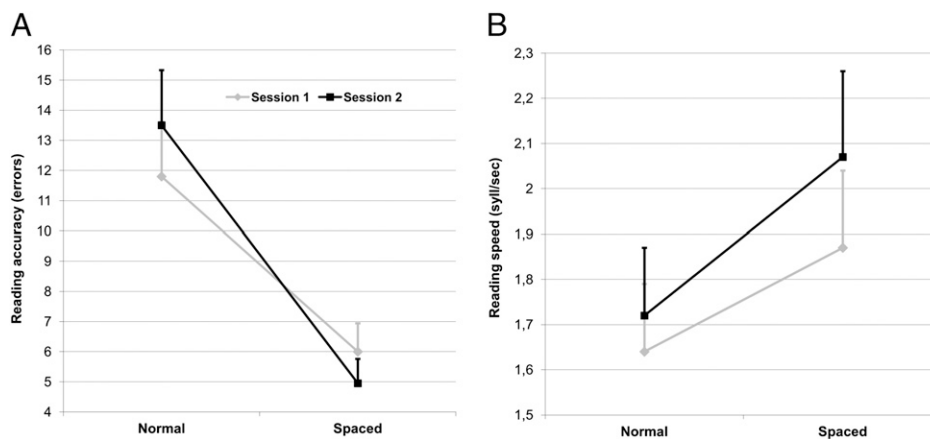 A
Reading accuracy (errors)
16
15
14
13
12
11
10
9
8
7
6
5
4
Session 1
Session 2
Normal
Spaced
B
Reading speed (syll/sec)
2,3
2,2
2,1
2
1,9
1,8
1,7
1,6
1,5
Normal
Spaced